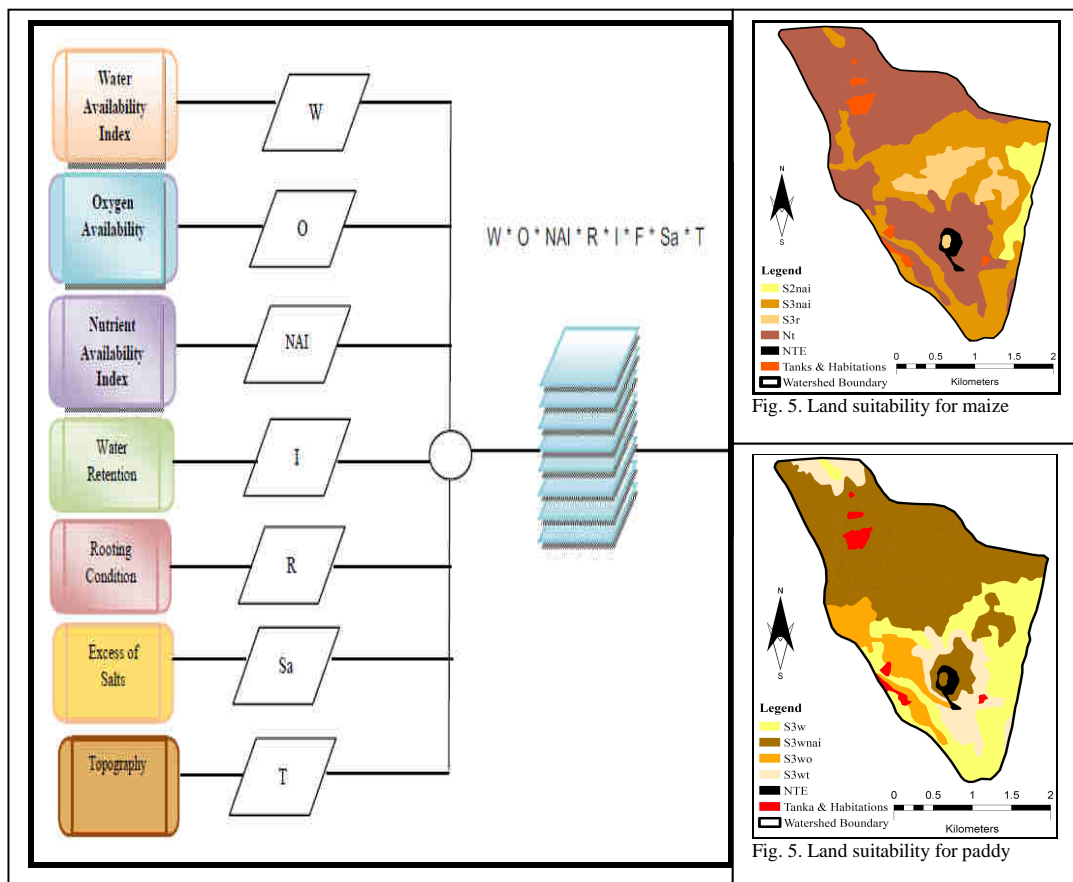 Water
Availability
Index
W
Oxygen
Availability
O
Nutrient
Availability
Index
NAI
Water
Retention
I
Rooting
Condition
R
Excess of
Salts
Sa
Topography
T
W * O * NAI * R * I * F * Sa * T
N
S
Legend
S2nai
S3nai
S3r
Nt
NTE
Tanks & Habitations
Watershed Boundary
0 0.5 1 1.5 2
Kilometers
Fig. 5. Land suitability for maize
N
S
Legend
S3w
S3wnai
S3wo
S3wt
NTE
Tanka & Habitations
Watershed Boundary
0 0.5 1 1.5 2
Kilometers
Fig. 5. Land suitability for paddy